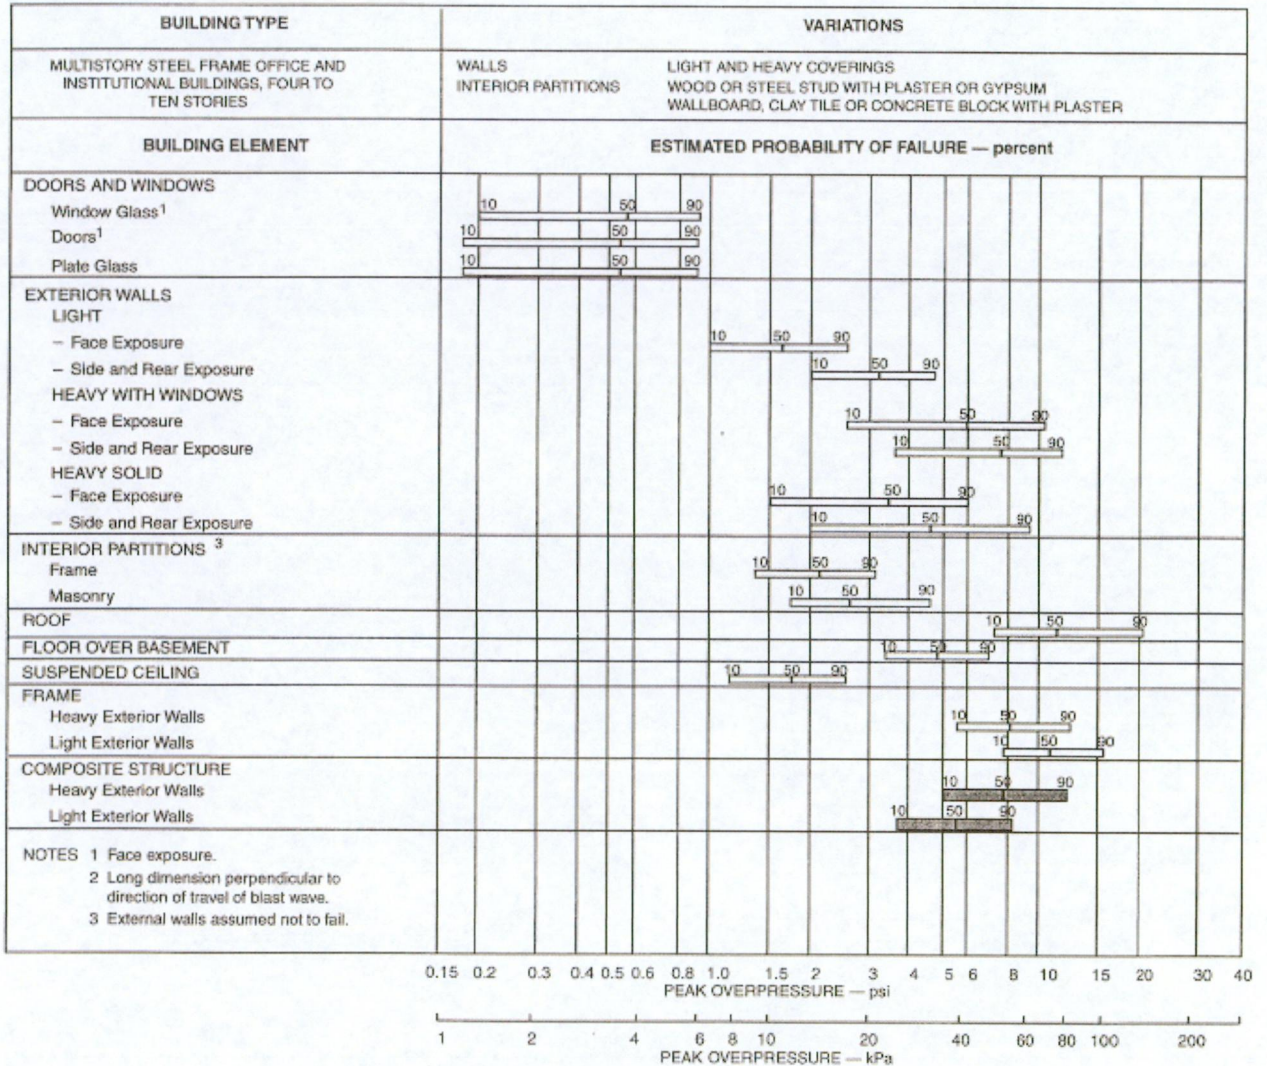 BUILDING TYPE
VARIATIONS
MULTISTORY STEEL FRAME OFFICE AND
INSTITUTIONAL BUILDINGS, FOUR TO
TEN STORIES
WALLS LIGHT AND HEAVY COVERINGS
INTERIOR PARTITIONS WOOD OR STEEL STUD WITH PLASTER OR GYPSUM
WALLBOARD, CLAY TILE OR CONCRETE BLOCK WITH PLASTER
BUILDING ELEMENT
ESTIMATED PROBABILITY OF FAILURE — percent
DOORS AND WINDOWS
Window Glass1 10 50 90
Doors1 10 50 90
Plate Glass 10 50 90
EXTERIOR WALLS
LIGHT
– Face Exposure 10 50 90
– Side and Rear Exposure 10 50 90
HEAVY WITH WINDOWS
– Face Exposure 10 50 90
– Side and Rear Exposure 10 50 90
HEAVY SOLID
– Face Exposure 10 50 90
– Side and Rear Exposure 10 50 90
INTERIOR PARTITIONS 3
Frame 10 50 90
Masonry 10 50 90
ROOF 10 50 90
FLOOR OVER BASEMENT 10 50 90
SUSPENDED CEILING 10 50 90
FRAME
Heavy Exterior Walls 10 50 90
Light Exterior Walls 10 50 90
COMPOSITE STRUCTURE
Heavy Exterior Walls 10 50 90
Light Exterior Walls 10 50 90
NOTES 1 Face exposure.
2 Long dimension perpendicular to
direction of travel of blast wave.
3 External walls assumed not to fail.
0.15 0.2 0.3 0.4 0.5 0.6 0.8 1.0 1.5 2 3 4 5 6 8 10 15 20 30 40
PEAK OVERPRESSURE — psi
1 2 4 6 8 10 20 40 60 80 100 200
PEAK OVERPRESSURE — kPa